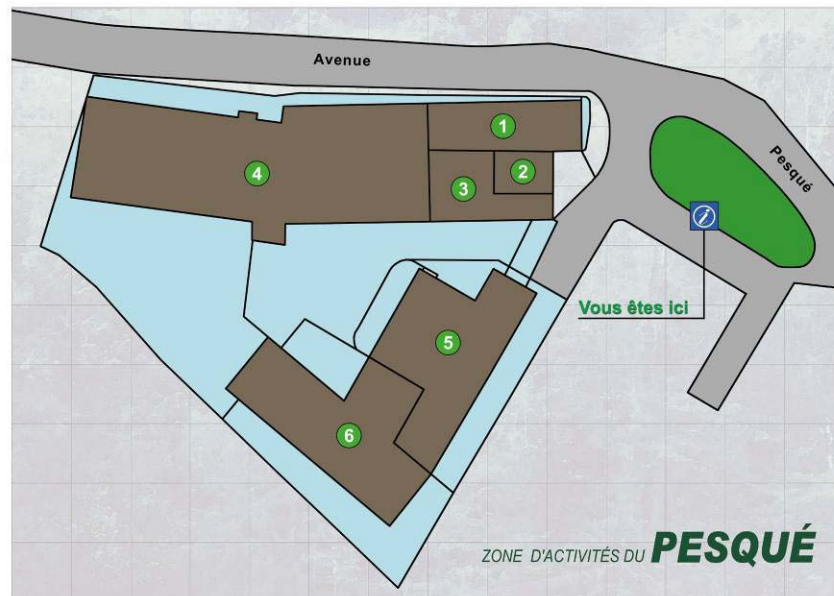 Avenue
Pesqué
1
2
3
4
i
Vous êtes ici
5
6
ZONE D'ACTIVITÉS DU PESQUÉ